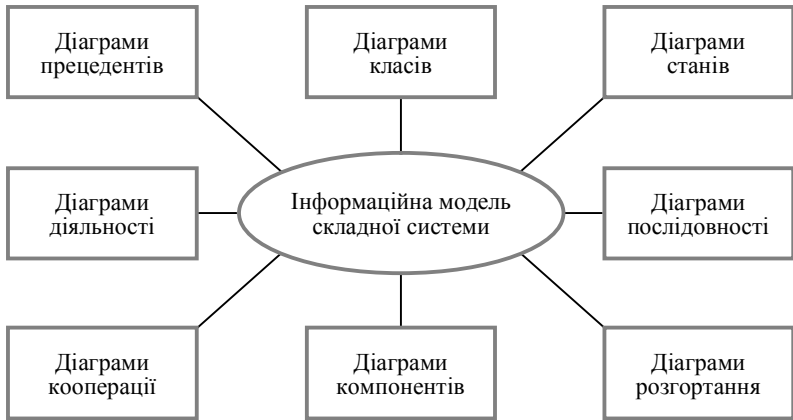 Діаграми
прецедентів
Діаграми
класів
Діаграми
станів
Діаграми
діяльності
Інформаційна модель
складної системи
Діаграми
послідовності
Діаграми
кооперації
Діаграми
компонентів
Діаграми
розгортання